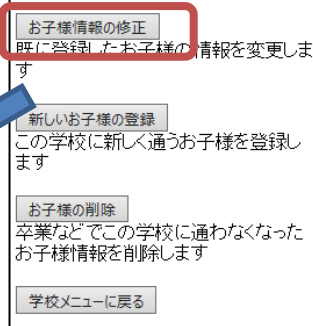 お子様情報の修正
既に登録したお子様の情報を変更しま
す
新しいお子様の登録
この学校に新しく通うお子様を登録し
ます
お子様の削除
卒業などでこの学校に通わなくなった
お子様情報を削除します
学校メニューに戻る